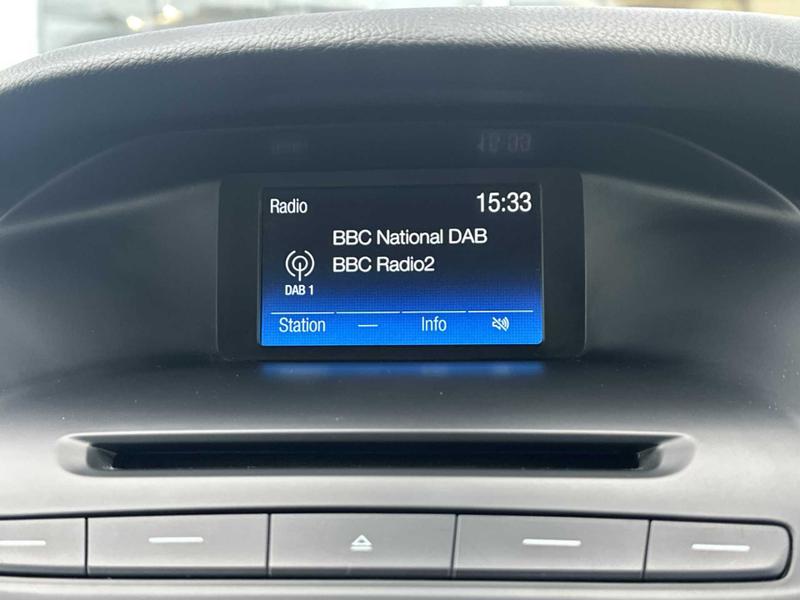 Radio 15:33
BBC National DAB
BBC Radio2
DAB 1
Station — Info